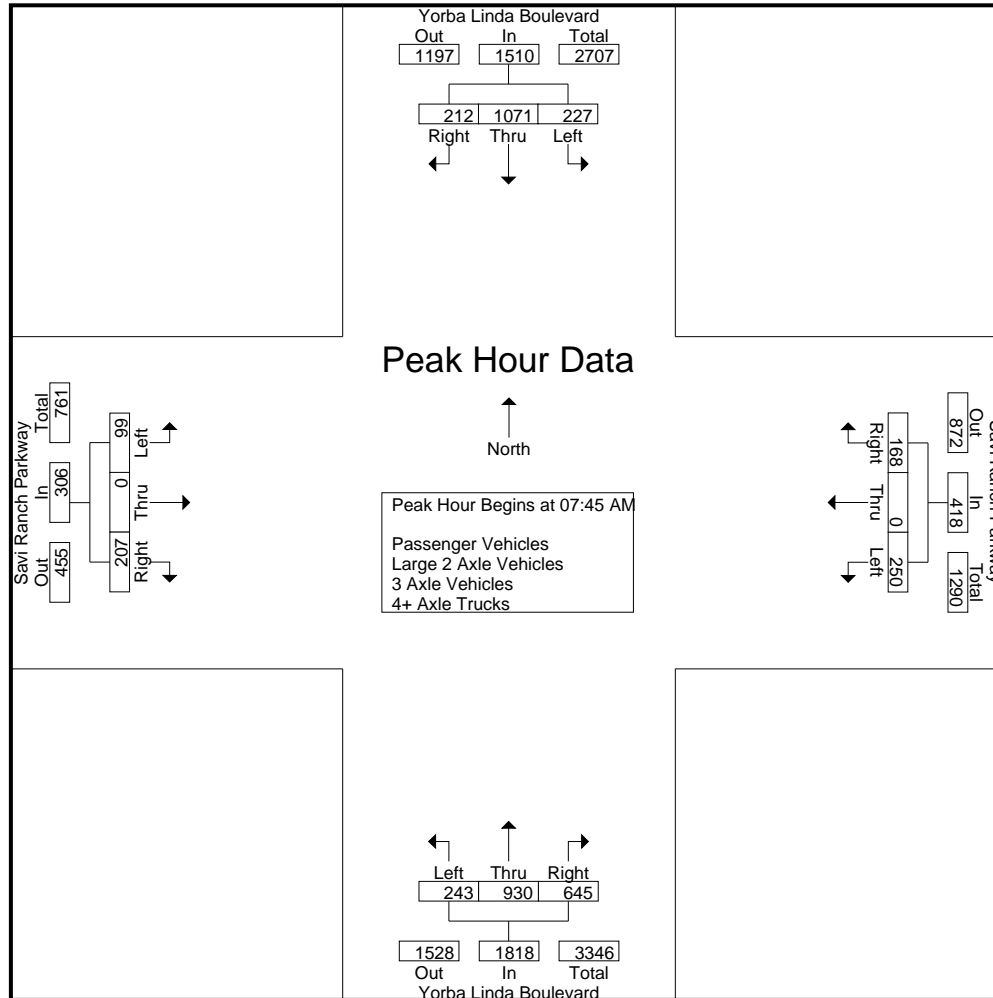 Yorba Linda Boulevard
Out In Total
1197 1510 2707
212 1071 227
Right Thru Left
Peak Hour Data
North
Peak Hour Begins at 07:45 AM
Passenger Vehicles
Large 2 Axle Vehicles
3 Axle Vehicles
4+ Axle Trucks
Savi Ranch Parkway
Out In Total
455 306 761
207 0 99
Right Thru Left
Savi Ranch Parkway
Out In Total
872 418 1290
168 0 250
Right Thru Left
Left Thru Right
243 930 645
1528 1818 3346
Out In Total
Yorba Linda Boulevard